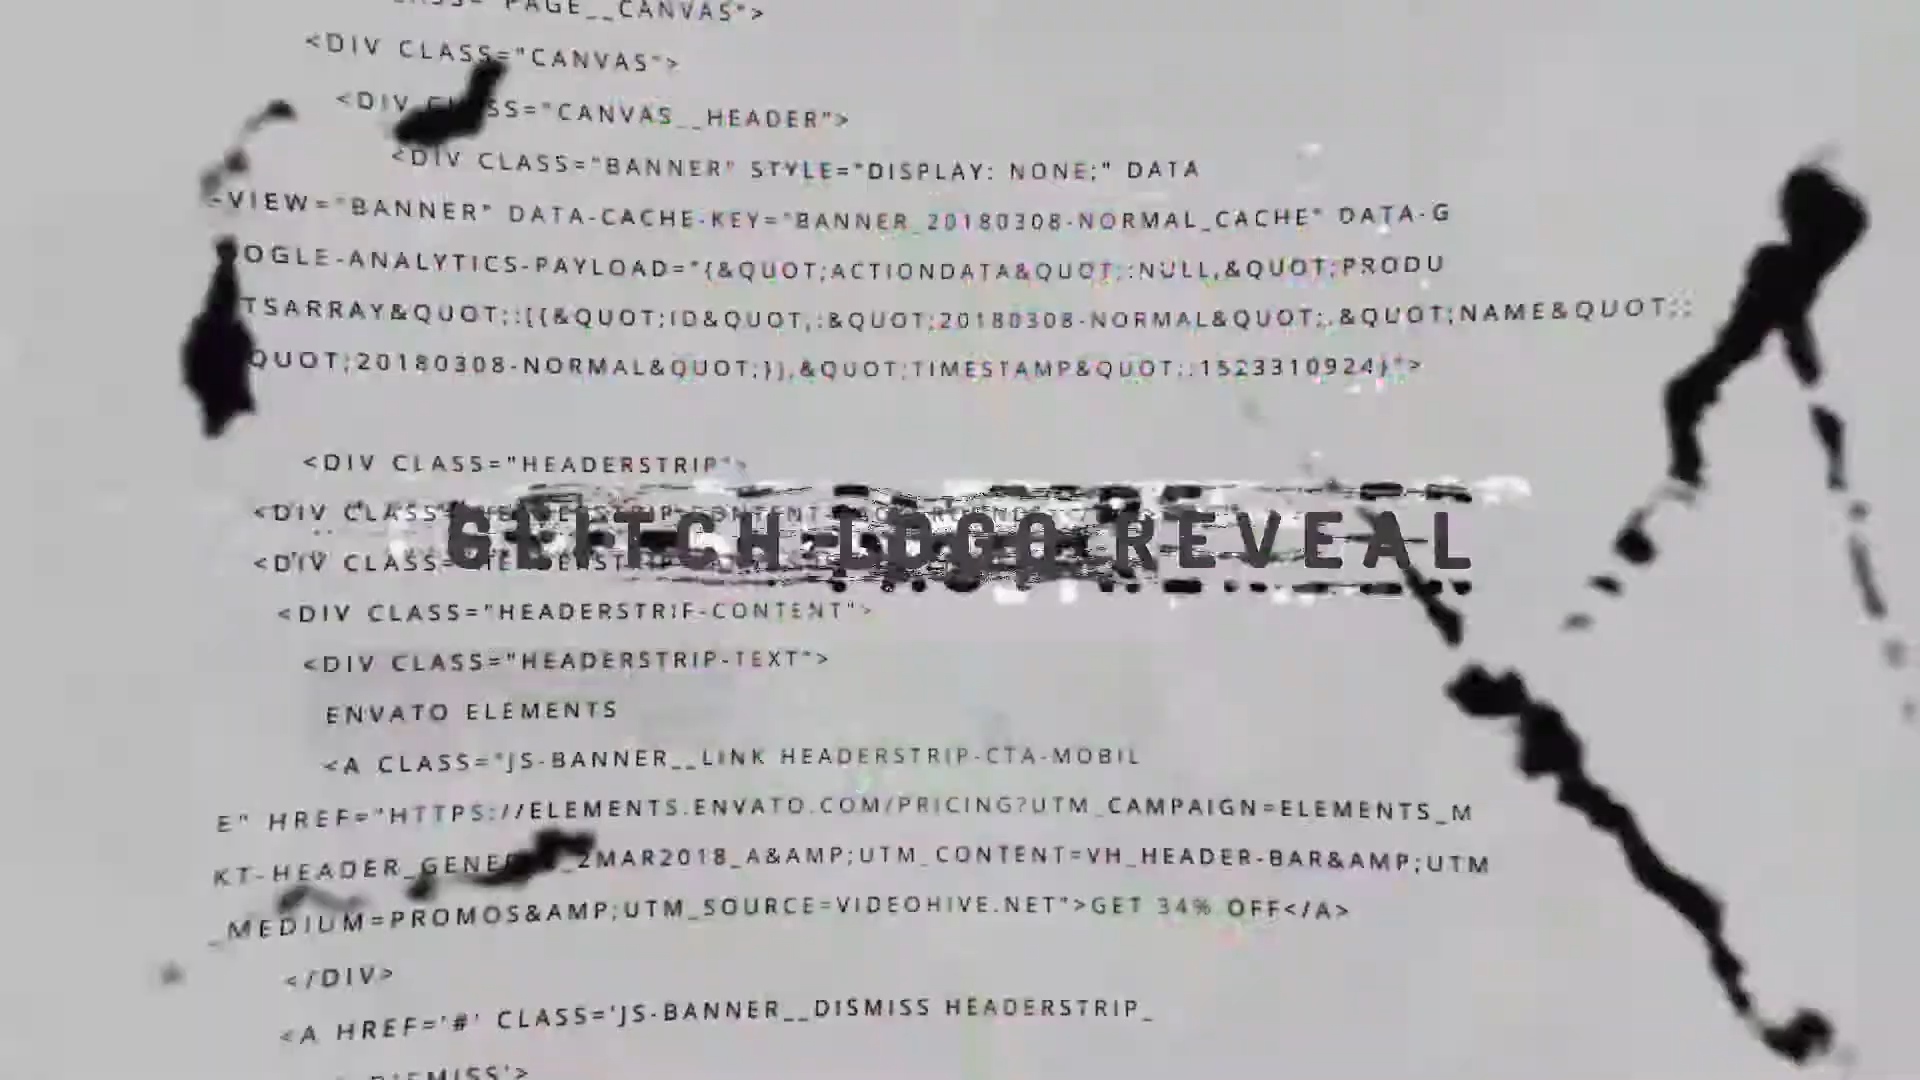 PAGE__CANVAS">
<DIV CLASS="CANVAS">
<DIV CLASS="CANVAS__HEADER">
<DIV CLASS="BANNER" STYLE="DISPLAY: NONE;" DATA
-VIEW="BANNER" DATA-CACHE-KEY="BANNER_20180308-NORMAL_CACHE" DATA-G
OGLE-ANALYTICS-PAYLOAD="{&QUOT;ACTIONDATA&QUOT;:NULL,&QUOT;PRODU
TSARRAY&QUOT;:[{&QUOT;ID&QUOT;:&QUOT;20180308-NORMAL&QUOT;,&QUOT;NAME&QUOT;:
QUOT;20180308-NORMAL&QUOT;}],&QUOT;TIMESTAMP&QUOT;:1523310924}">
<DIV CLASS="HEADERSTRIP">
<DIV CLASS="
GLITCH LOGO REVEAL
<DIV CLASS=
<DIV CLASS="HEADERSTRIP-CONTENT">
<DIV CLASS="HEADERSTRIP-TEXT">
ENVATO ELEMENTS
<A CLASS="JS-BANNER__LINK HEADERSTRIP-CTA-MOBIL
E" HREF="HTTPS://ELEMENTS.ENVATO.COM/PRICING?UTM_CAMPAIGN=ELEMENTS_M
KT-HEADER_GENE _2MAR2018_A&AMP;UTM_CONTENT=VH_HEADER-BAR&AMP;UTM
_MEDIUM=PROMOS&AMP;UTM_SOURCE=VIDEOHIVE.NET">GET 34% OFF</A>
</DIV>
<A HREF='#' CLASS='JS-BANNER__DISMISS HEADERSTRIP_